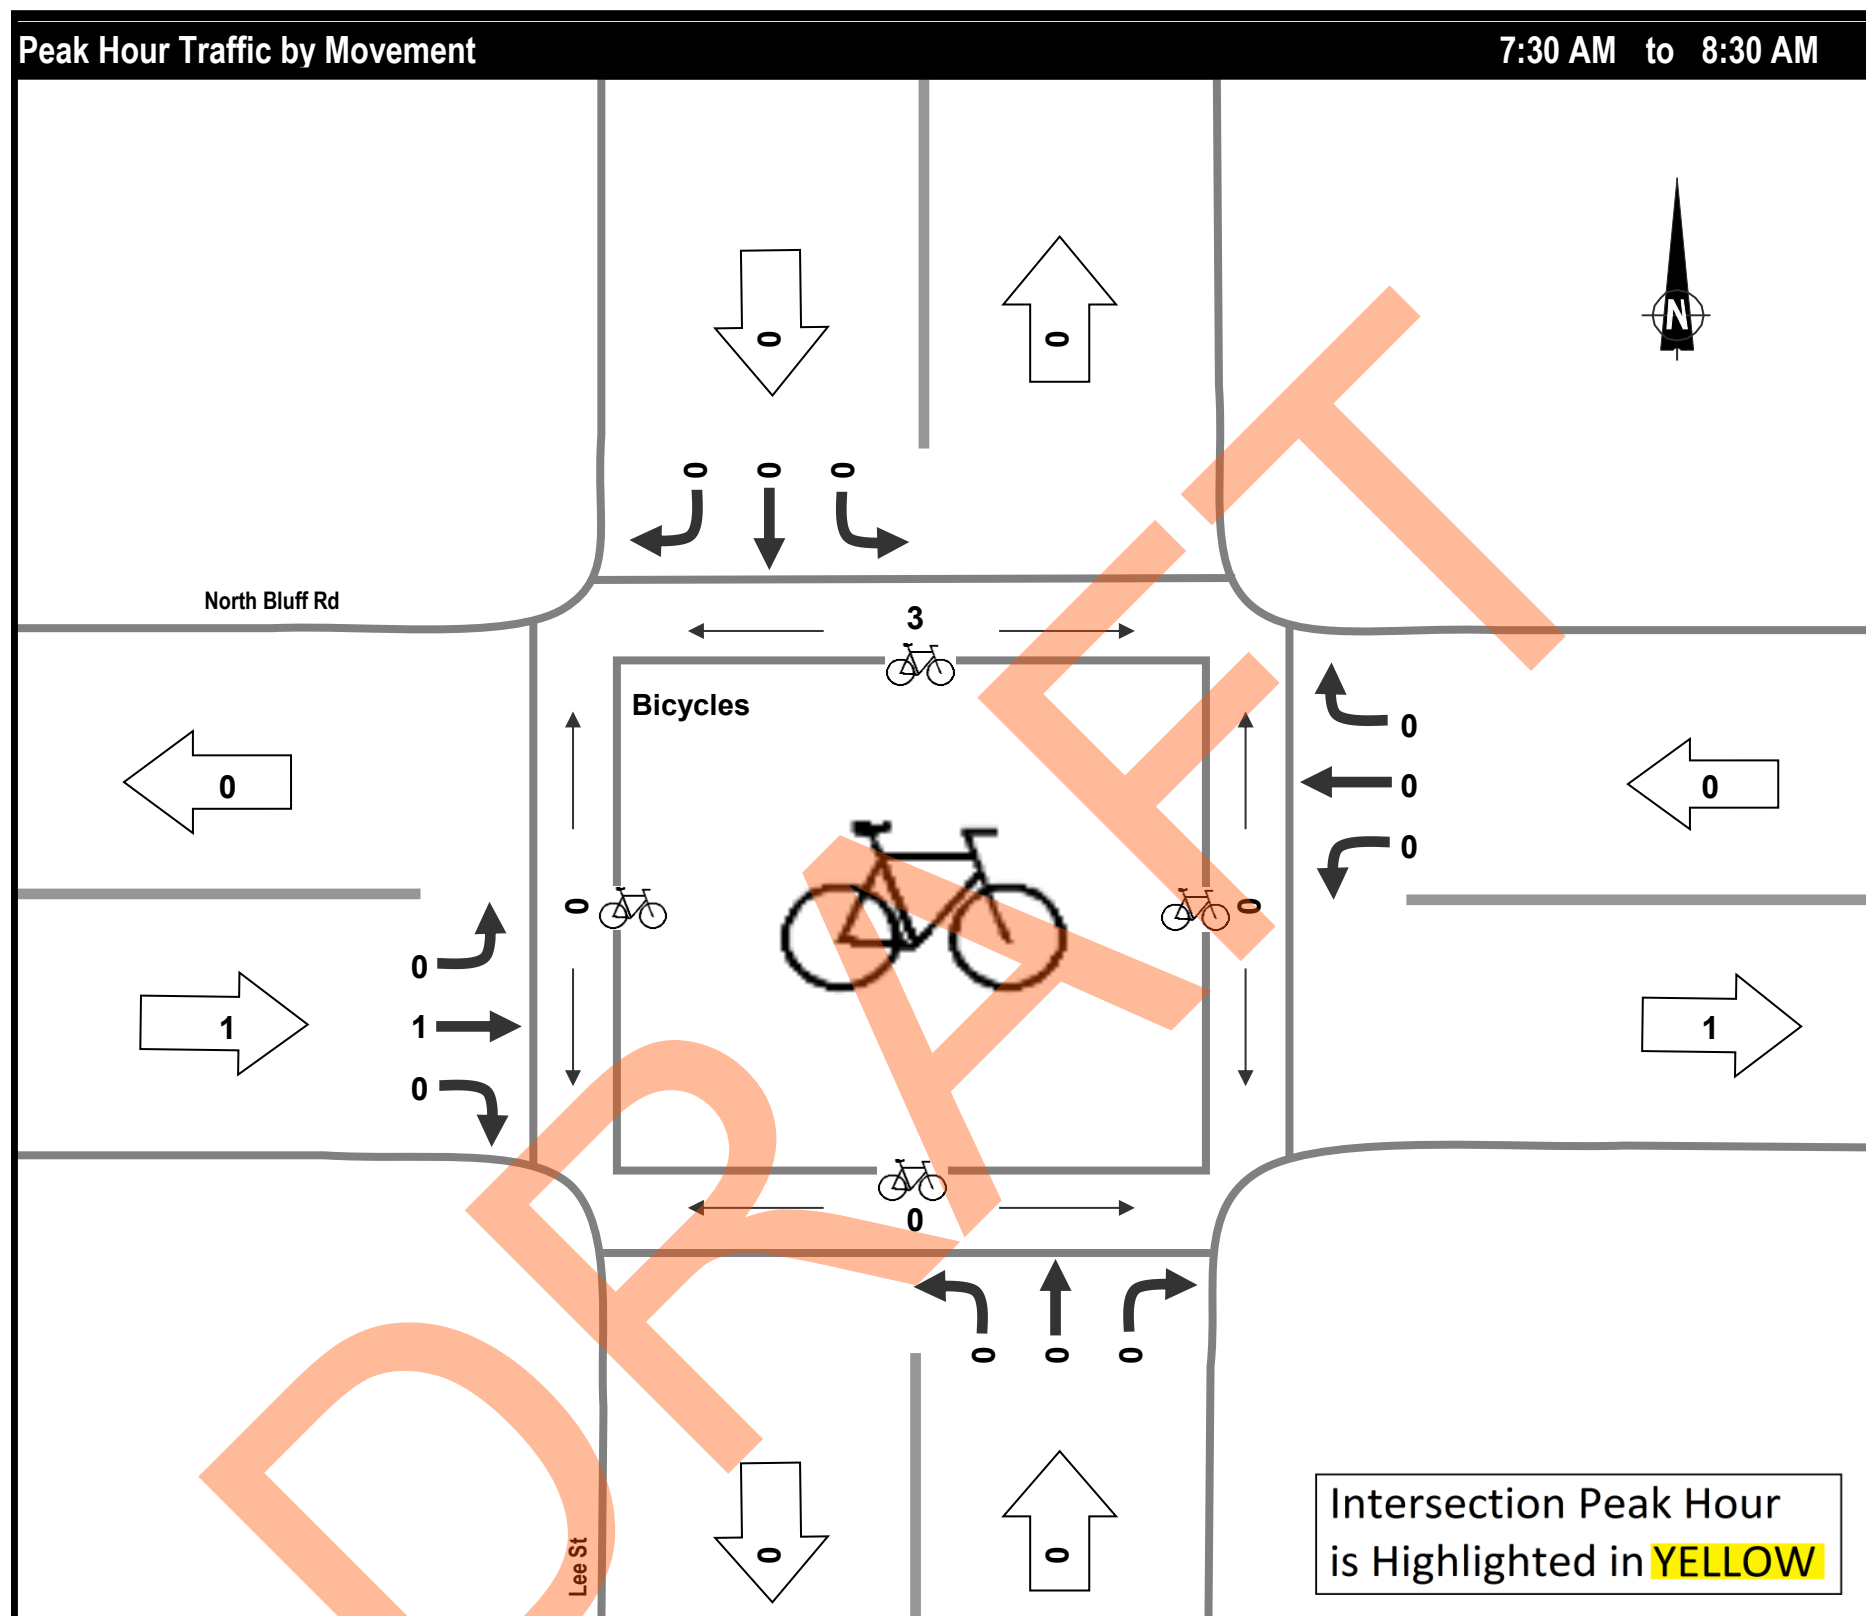 Peak Hour Traffic by Movement 7:30 AM to 8:30 AM
0 0
N
0 0 0
North Bluff Rd
3
Bicycles
0
0 0 0
0
0 0
0
1 1 1
0
0
0 0 0
Intersection Peak Hour
is Highlighted in YELLOW
Lee St
0 0
DRAFT